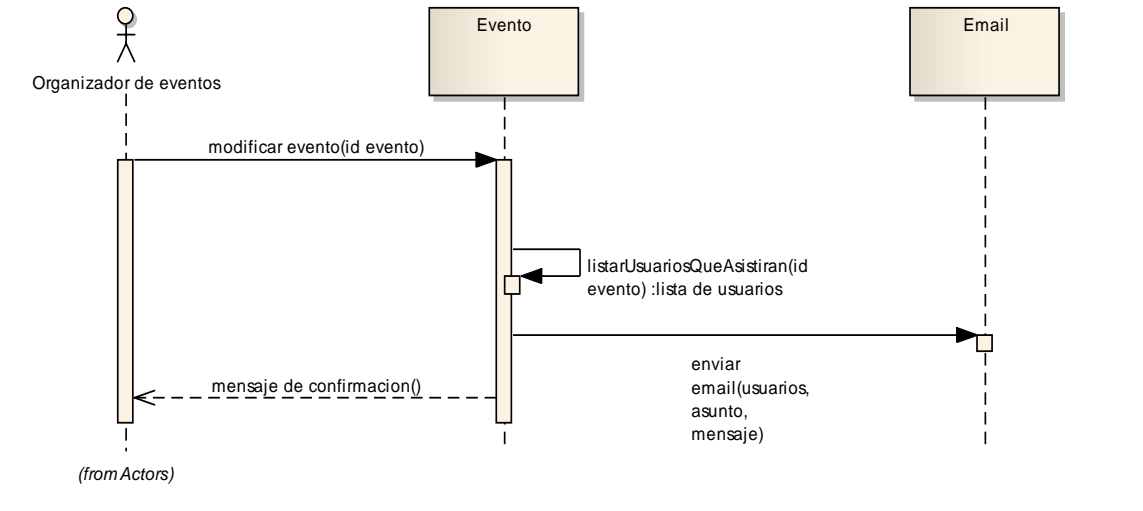 Evento
Email
Organizador de eventos
modificar evento(id evento)
listarUsuariosQueAsistiran(id
evento) :lista de usuarios
enviar
email(usuarios,
asunto,
mensaje)
mensaje de confirmacion()
(from Actors)